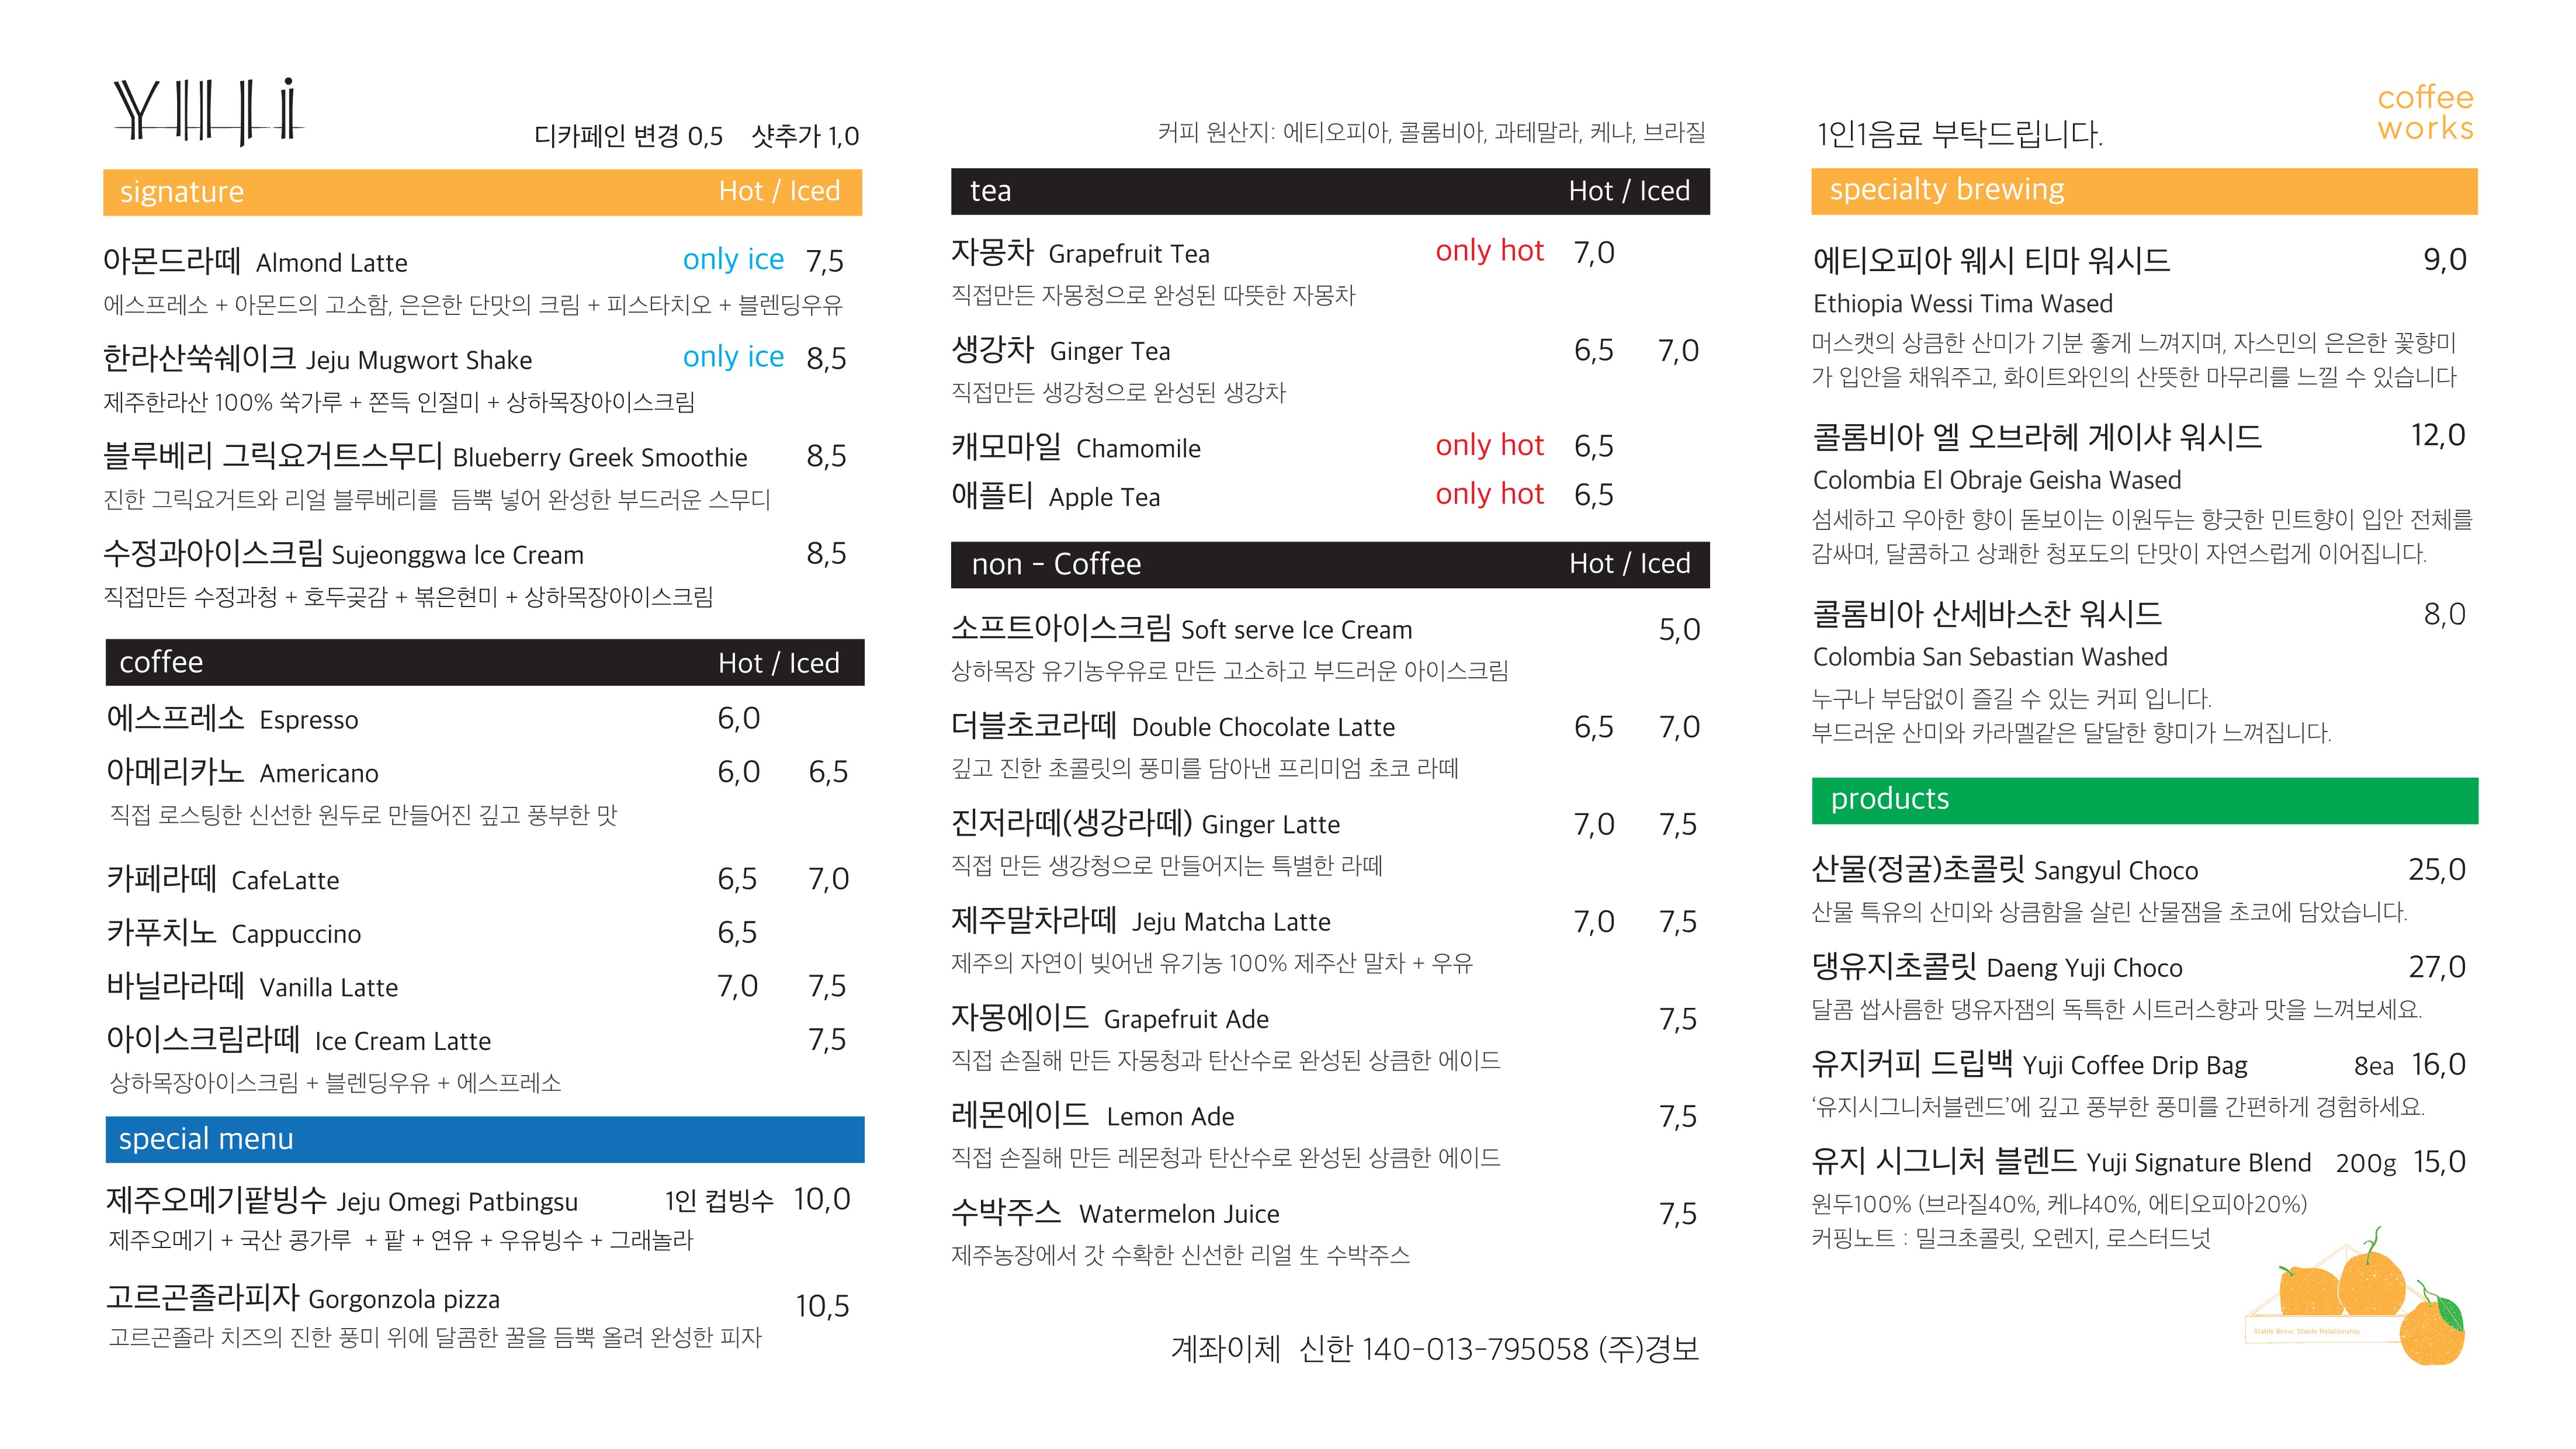 YUJI
디카페인 변경 0,5 샷추가 1,0
signature Hot / Iced
아몬드라떼 Almond Latte only ice 7,5
에스프레소 + 아몬드의 고소함, 은은한 단맛의 크림 + 피스타치오 + 블렌딩우유
한라산쑥쉐이크 Jeju Mugwort Shake only ice 8,5
제주한라산 100% 쑥가루 + 쫀득 인절미 + 상하목장아이스크림
블루베리 그릭요거트스무디 Blueberry Greek Smoothie 8,5
진한 그릭요거트와 리얼 블루베리를 듬뿍 넣어 완성한 부드러운 스무디
수정과아이스크림 Sujeonggwa Ice Cream 8,5
직접만든 수정과청 + 호두곶감 + 볶은현미 + 상하목장아이스크림
coffee Hot / Iced
에스프레소 Espresso 6,0
아메리카노 Americano 6,0 6,5
직접 로스팅한 신선한 원두로 만들어진 깊고 풍부한 맛
카페라떼 CafeLatte 6,5 7,0
카푸치노 Cappuccino 6,5
바닐라라떼 Vanilla Latte 7,0 7,5
아이스크림라떼 Ice Cream Latte 7,5
상하목장아이스크림 + 블렌딩우유 + 에스프레소
special menu
제주오메기팥빙수 Jeju Omegi Patbingsu 1인 컵빙수 10,0
제주오메기 + 국산 콩가루 + 팥 + 연유 + 우유빙수 + 그래놀라
고르곤졸라피자 Gorgonzola pizza 10,5
고르곤졸라 치즈의 진한 풍미 위에 달콤한 꿀을 듬뿍 올려 완성한 피자
커피 원산지: 에티오피아, 콜롬비아, 과테말라, 케냐, 브라질
tea Hot / Iced
자몽차 Grapefruit Tea only hot 7,0
직접만든 자몽청으로 완성된 따뜻한 자몽차
생강차 Ginger Tea 6,5 7,0
직접만든 생강청으로 완성된 생강차
캐모마일 Chamomile only hot 6,5
애플티 Apple Tea only hot 6,5
non - Coffee Hot / Iced
소프트아이스크림 Soft serve Ice Cream 5,0
상하목장 유기농우유로 만든 고소하고 부드러운 아이스크림
더블초코라떼 Double Chocolate Latte 6,5 7,0
깊고 진한 초콜릿의 풍미를 담아낸 프리미엄 초코 라떼
진저라떼(생강라떼) Ginger Latte 7,0 7,5
직접 만든 생강청으로 만들어지는 특별한 라떼
제주말차라떼 Jeju Matcha Latte 7,0 7,5
제주의 자연이 빚어낸 유기농 100% 제주산 말차 + 우유
자몽에이드 Grapefruit Ade 7,5
직접 손질해 만든 자몽청과 탄산수로 완성된 상큼한 에이드
레몬에이드 Lemon Ade 7,5
직접 손질해 만든 레몬청과 탄산수로 완성된 상큼한 에이드
수박주스 Watermelon Juice 7,5
제주농장에서 갓 수확한 신선한 리얼 生 수박주스
계좌이체 신한 140-013-795058 (주)경보
1인1음료 부탁드립니다.
coffee
works
specialty brewing
에티오피아 웨시 티마 워시드 9,0
Ethiopia Wessi Tima Wased
머스캣의 상큼한 산미가 기분 좋게 느껴지며, 자스민의 은은한 꽃향미
가 입안을 채워주고, 화이트와인의 산뜻한 마무리를 느낄 수 있습니다
콜롬비아 엘 오브라헤 게이샤 워시드 12,0
Colombia El Obraje Geisha Wased
섬세하고 우아한 향이 돋보이는 이원두는 향긋한 민트향이 입안 전체를
감싸며, 달콤하고 상쾌한 청포도의 단맛이 자연스럽게 이어집니다.
콜롬비아 산세바스찬 워시드 8,0
Colombia San Sebastian Washed
누구나 부담없이 즐길 수 있는 커피 입니다.
부드러운 산미와 카라멜같은 달달한 향미가 느껴집니다.
products
산물(정굴)초콜릿 Sangyul Choco 25,0
산물 특유의 산미와 상큼함을 살린 산물잼을 초코에 담았습니다.
댕유지초콜릿 Daeng Yuji Choco 27,0
달콤 쌉사름한 댕유자잼의 독특한 시트러스향과 맛을 느껴보세요.
유지커피 드립백 Yuji Coffee Drip Bag 8ea 16,0
‘유지시그니처블렌드’에 깊고 풍부한 풍미를 간편하게 경험하세요.
유지 시그니처 블렌드 Yuji Signature Blend 200g 15,0
원두100% (브라질40%, 케냐40%, 에티오피아20%)
커핑노트 : 밀크초콜릿, 오렌지, 로스터드넛
Stable Brew, Stable Relationship